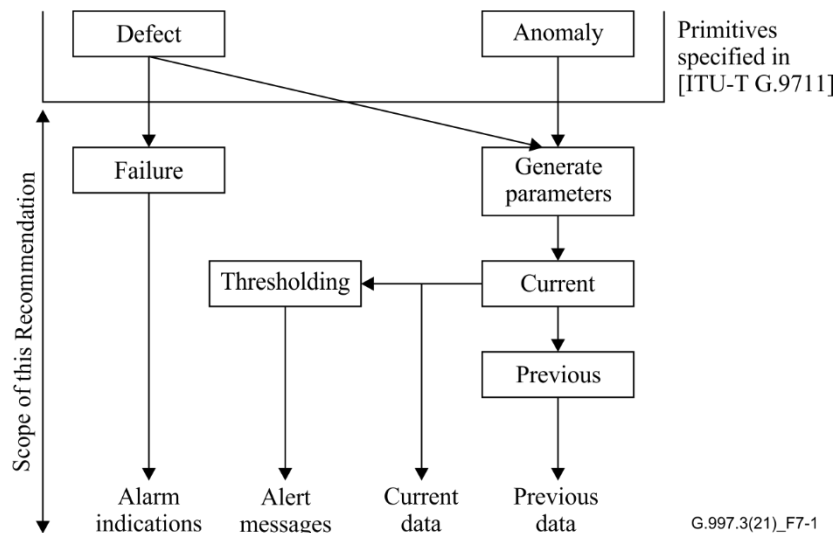 Defect
Anomaly
Primitives
specified in
[ITU-T G.9711]
Scope of this Recommendation
Failure
Generate
parameters
Thresholding
Current
Previous
Alarm
indications
Alert
messages
Current
data
Previous
data
G.997.3(21)_F7-1